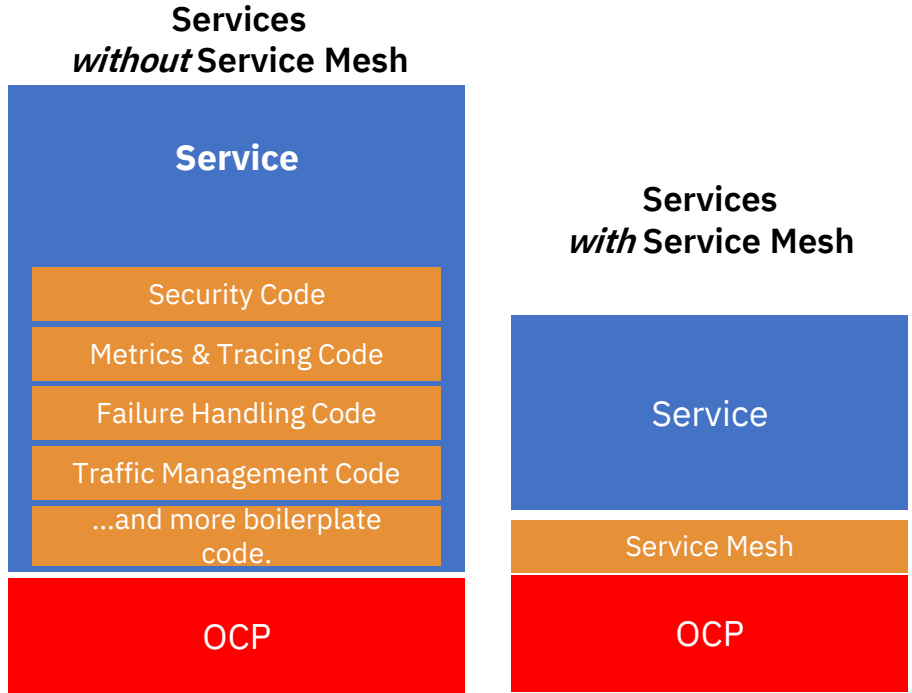 Services
without Service Mesh
Service
Security Code
Metrics & Tracing Code
Failure Handling Code
Traffic Management Code
...and more boilerplate
code.
OCP
Services
with Service Mesh
Service
Service Mesh
OCP